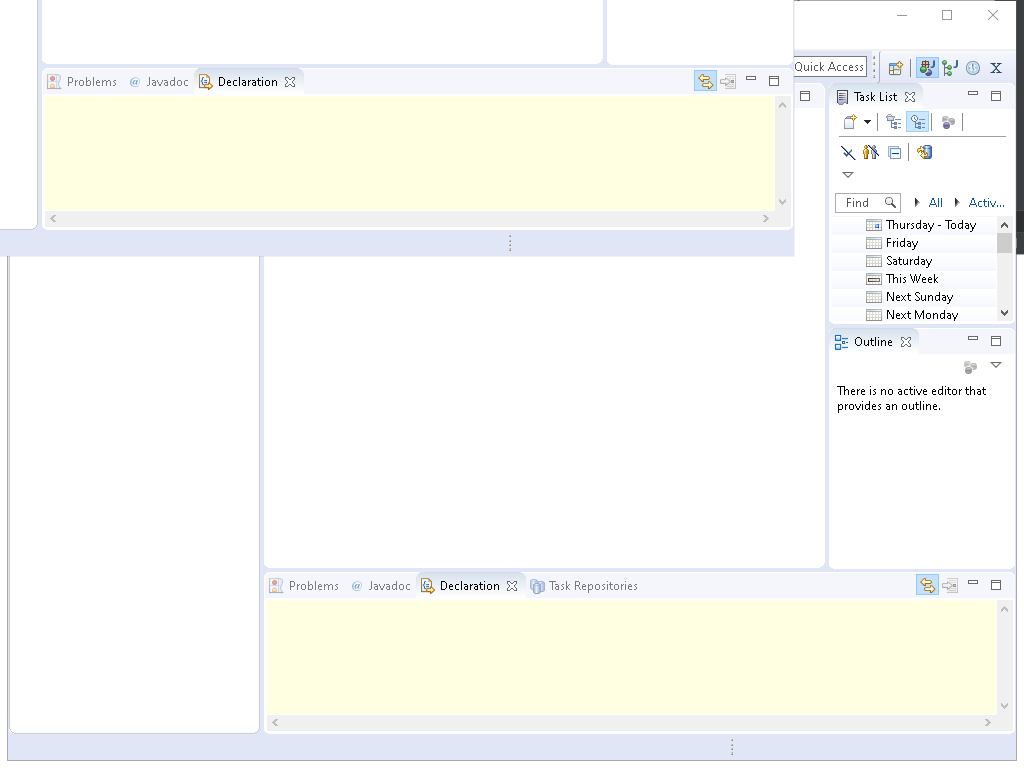 Problems @ Javadoc Declaration
Quick Access
Task List
Find All Activ...
Thursday - Today
Friday
Saturday
This Week
Next Sunday
Next Monday
Outline
There is no active editor that
provides an outline.
Problems @ Javadoc Declaration Task Repositories